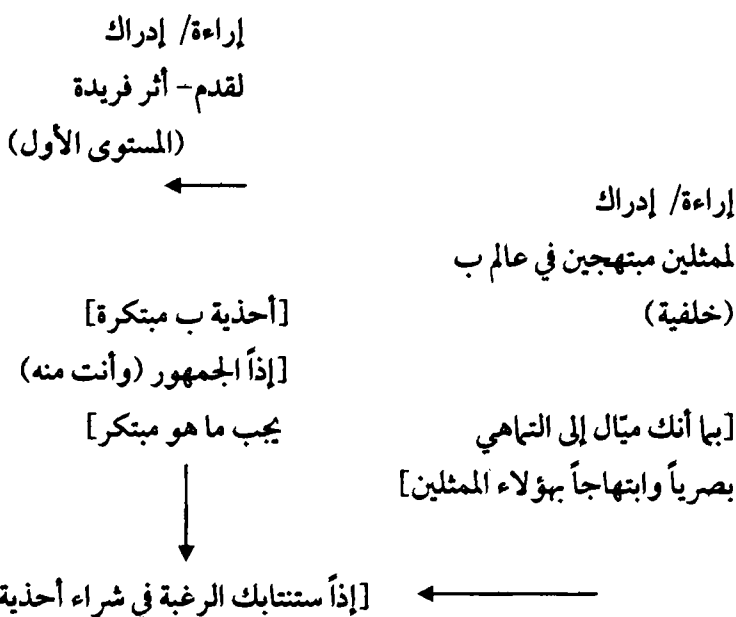 إراءة/ إدراك
لقدم- أثر فريدة
(المستوى الأول)
إراءة/ إدراك
لممثلين مبتهجين في عالم ب
(خلفية)
[أحذية ب مبتكرة]
[إذاً الجمهور (وأنت منه)
يجب ما هو مبتكر]
[بما أنك ميّال إلى التماهي
بصرياً وابتهاجاً بهؤلاء الممثلين]
[إذاً ستنتابك الرغبة في شراء أحذية